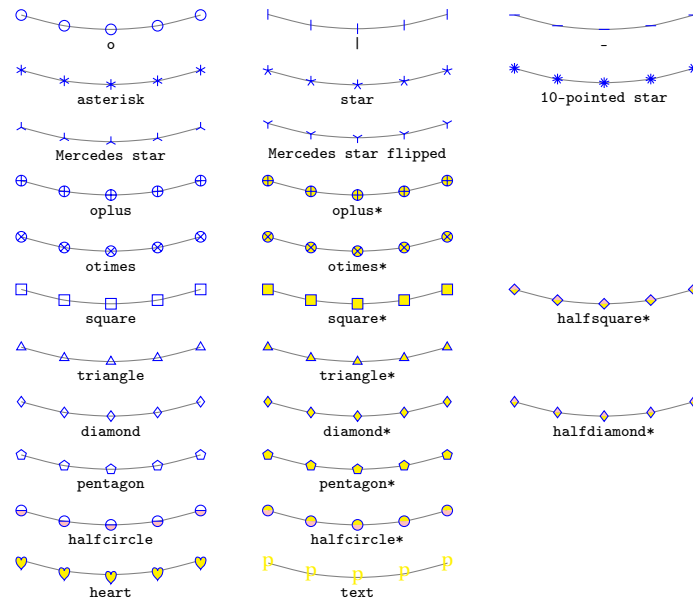 o | -
asterisk star 10-pointed star
Mercedes star Mercedes star flipped
oplus oplus*
otimes otimes*
square square* halfsquare*
triangle triangle*
diamond diamond* halfdiamond*
pentagon pentagon*
halfcircle halfcircle*
p p p p p
heart text